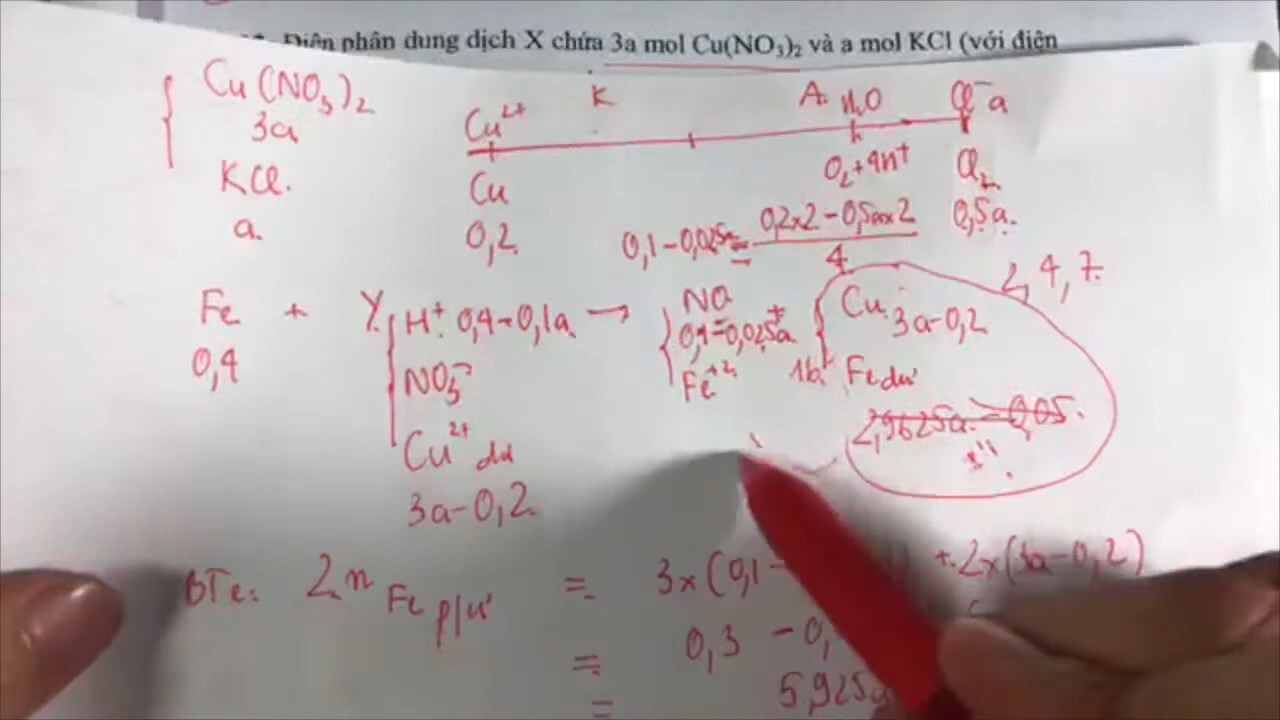 Điện phân dung dịch X chứa 3a mol Cu(NO₃)₂ và a mol KCl (với điện
Cu(NO₃)₂
3a
KCl.
a.
Cu²⁺ K A. H₂O Cl⁻ a
Cu O₂+4H⁺ Cl₂
0,2 0,1-0,025a = (0,2x2-0,5ax2)/4 0,5a.
Fe + Y H⁺ 0,4-0,1a → NO Cu 3a-0,2
0,4 NO₃⁻ 0,1-0,025a Fe dư
Fe⁺²
Cu²⁺ dư
3a-0,2
BTe: 2n Fe p/ư = 3x(0,1- + 2x(3a-0,2)
= 0,3 - 0,
= 5,925a